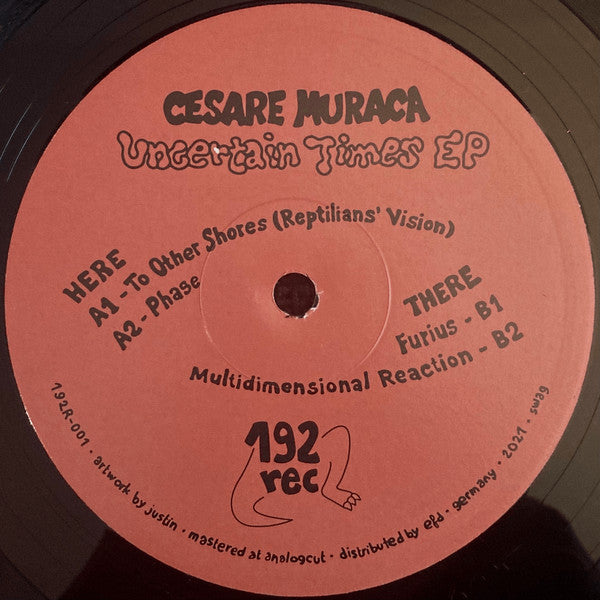 CESARE MURACA
Uncertain Times EP
HERE
A1 - To Other Shores (Reptilians' Vision)
A2 - Phase
THERE
Furius - B1
Multidimensional Reaction - B2
192
rec
192R-001 • artwork by justin • mastered at analogcut • distributed by efd • germany • 2021 • swag